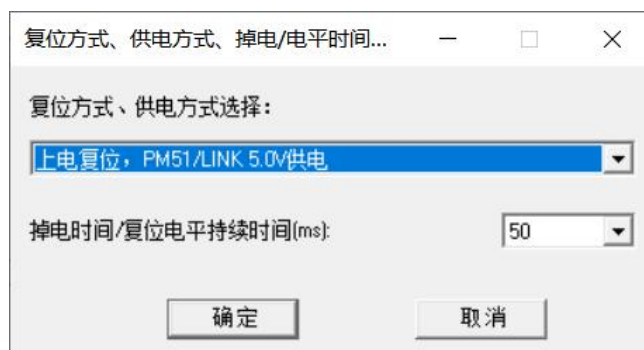 复位方式、供电方式、掉电/电平时间...
复位方式、供电方式选择：
上电复位，PM51/LINK 5.0V供电
掉电时间/复位电平持续时间(ms):
50
确定
取消